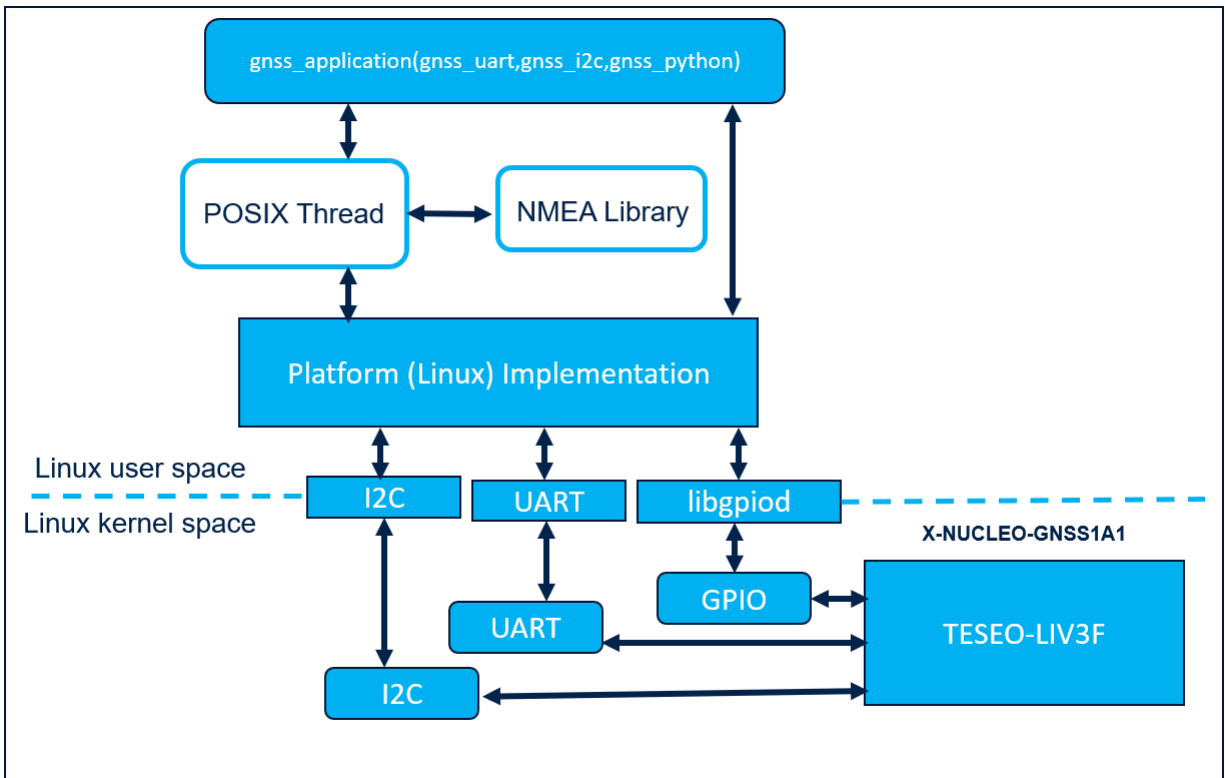 gnss_application(gnss_uart,gnss_i2c,gnss_python)
POSIX Thread
NMEA Library
Platform (Linux) Implementation
Linux user space
I2C
UART
libgpiod
Linux kernel space
X-NUCLEO-GNSS1A1
GPIO
UART
TESEO-LIV3F
I2C